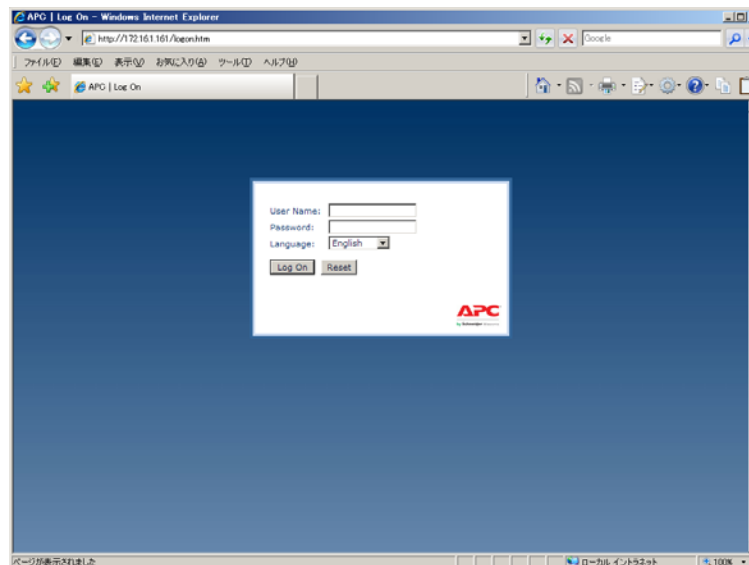 APC | Log On - Windows Internet Explorer
http://172.16.1.161/logon.htm
Google
ファイル(F) 編集(E) 表示(V) お気に入り(A) ツール(T) ヘルプ(H)
APC | Log On
User Name:
Password:
Language: English
Log On Reset
APC
by Schneider Electric
ページが表示されました
ローカル イントラネット
100%